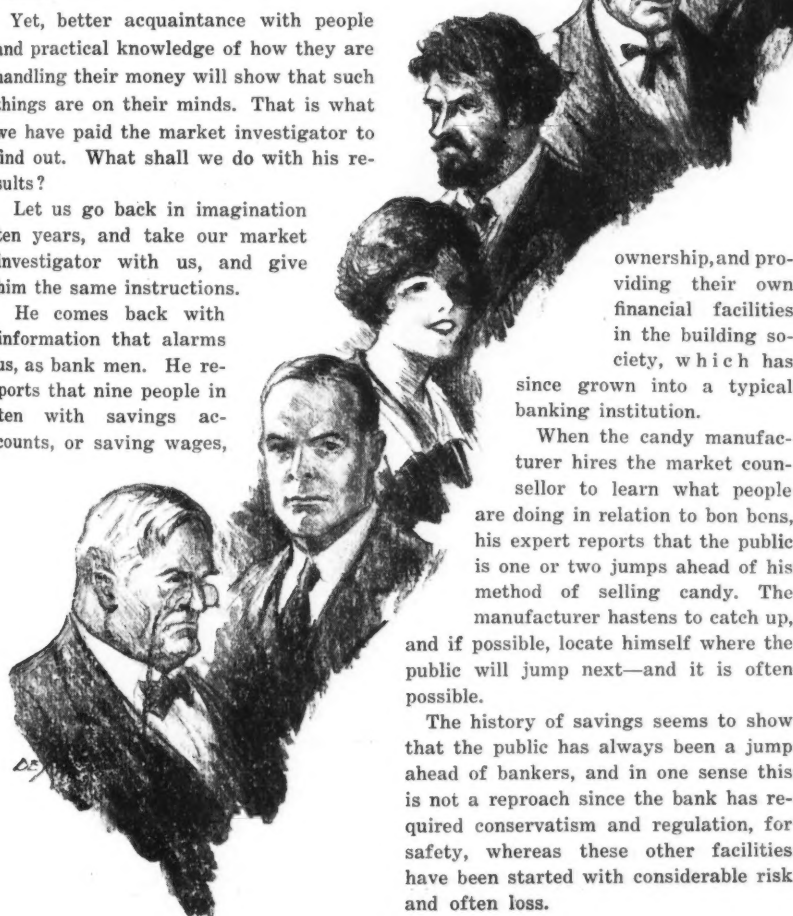 Yet, better acquaintance with people
and practical knowledge of how they are
handling their money will show that such
things are on their minds. That is what
we have paid the market investigator to
find out. What shall we do with his re-
sults?
Let us go back in imagination
ten years, and take our market
investigator with us, and give
him the same instructions.
He comes back with
information that alarms
us, as bank men. He re-
ports that nine people in
ten with savings ac-
counts, or saving wages,
ownership, and pro-
viding their own
financial facilities
in the building so-
ciety, which has
since grown into a typical
banking institution.
When the candy manufac-
turer hires the market coun-
sellor to learn what people
are doing in relation to bon bons,
his expert reports that the public
is one or two jumps ahead of his
method of selling candy. The
manufacturer hastens to catch up,
and if possible, locate himself where the
public will jump next—and it is often
possible.
The history of savings seems to show
that the public has always been a jump
ahead of bankers, and in one sense this
is not a reproach since the bank has re-
quired conservatism and regulation, for
safety, whereas these other facilities
have been started with considerable risk
and often loss.